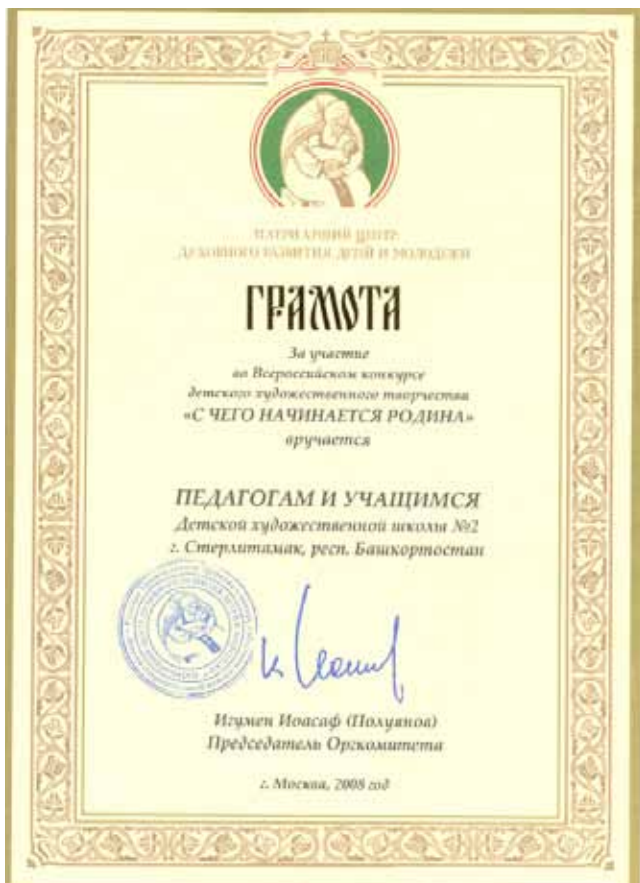 ПАТРИАРШИЙ ЦЕНТР
ДУХОВНОГО РАЗВИТИЯ ДЕТЕЙ И МОЛОДЕЖИ
ГРАМОТА
За участие
во Всероссийском конкурсе
детского художественного творчества
«С ЧЕГО НАЧИНАЕТСЯ РОДИНА»
вручается
ПЕДАГОГАМ И УЧАЩИМСЯ
Детской художественной школы №2
г. Стерлитамак, респ. Башкортостан
Игумен Иоасаф (Полуянов)
Председатель Оргкомитета
г. Москва, 2008 год